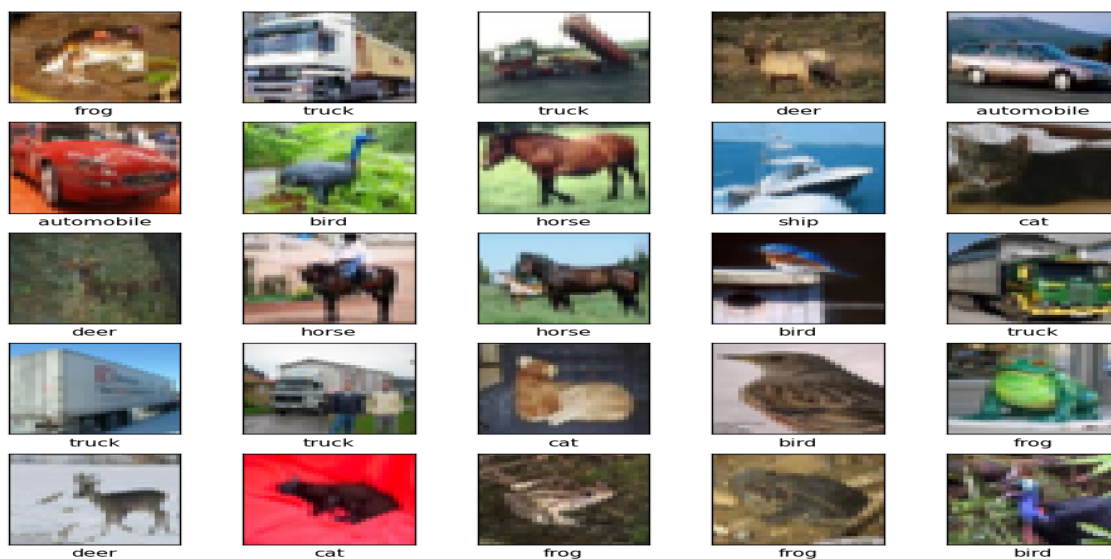 frog truck truck deer automobile
automobile bird horse ship cat
deer horse horse bird truck
truck truck cat bird frog
deer cat frog frog bird